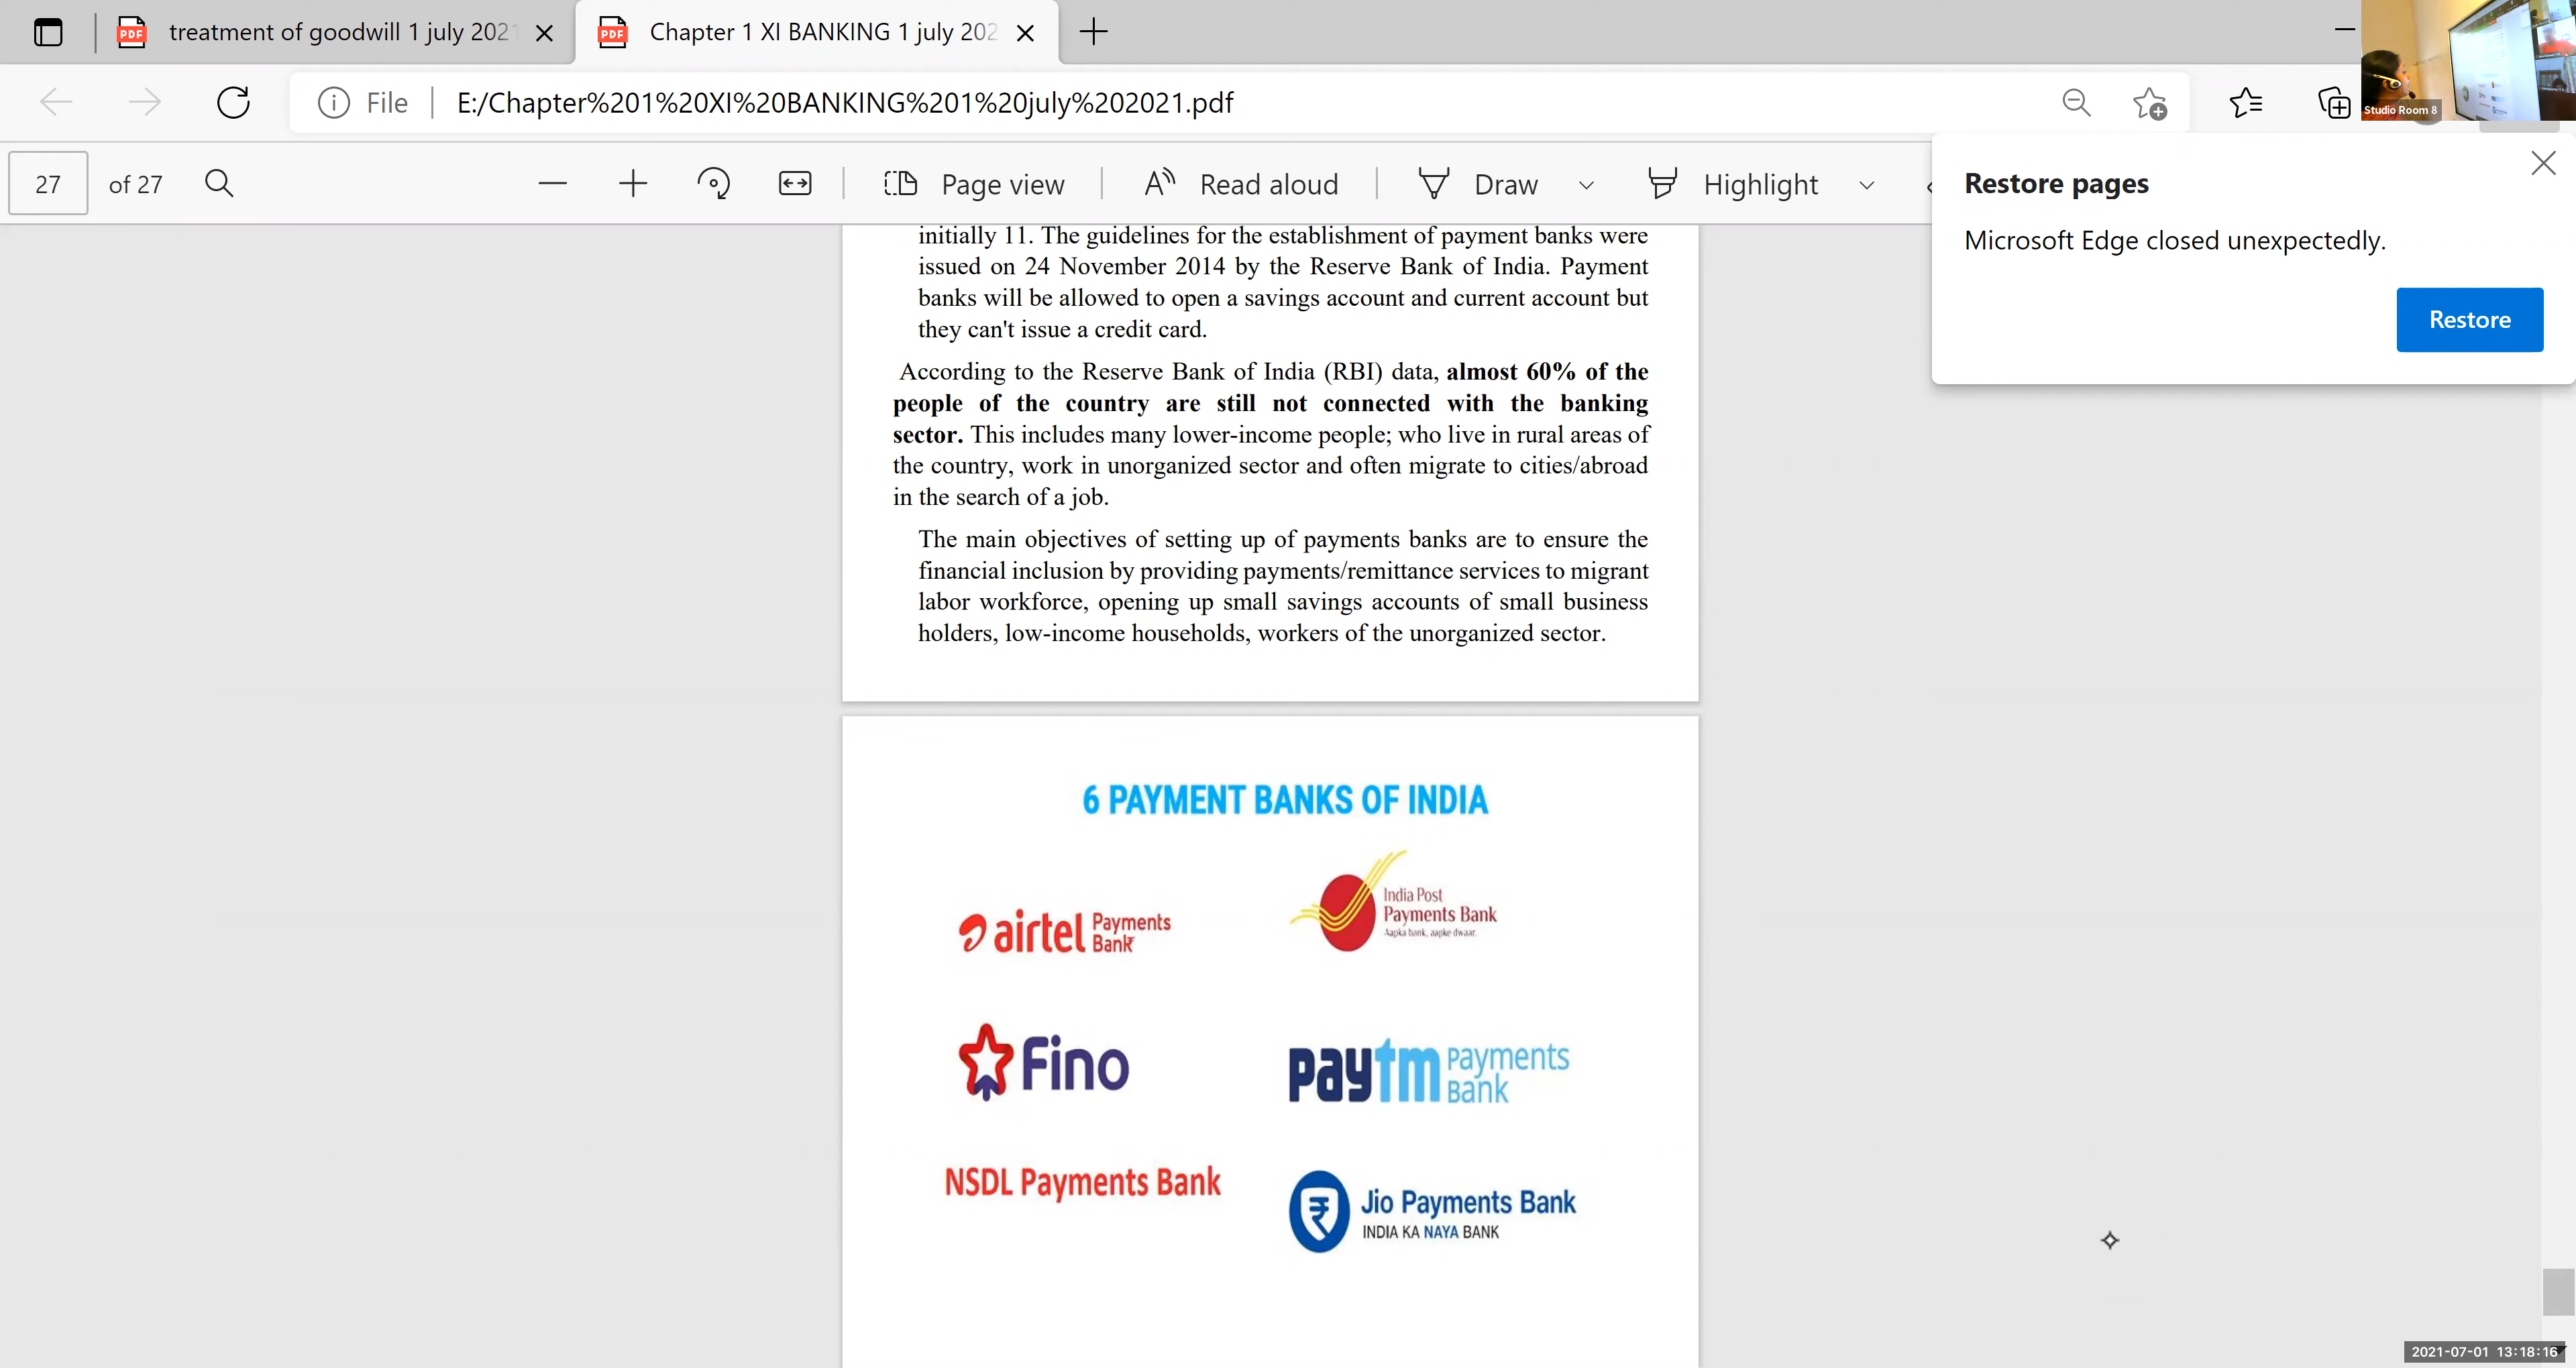 treatment of goodwill 1 july 2021
Chapter 1 XI BANKING 1 july 202
File
E:/Chapter%201%20XI%20BANKING%201%20july%202021.pdf
Studio Room 8
27 of 27
Page view
Read aloud
Draw
Highlight
Restore pages
Microsoft Edge closed unexpectedly.
Restore
initially 11. The guidelines for the establishment of payment banks were
issued on 24 November 2014 by the Reserve Bank of India. Payment
banks will be allowed to open a savings account and current account but
they can't issue a credit card.
According to the Reserve Bank of India (RBI) data, almost 60% of the
people of the country are still not connected with the banking
sector. This includes many lower-income people; who live in rural areas of
the country, work in unorganized sector and often migrate to cities/abroad
in the search of a job.
The main objectives of setting up of payments banks are to ensure the
financial inclusion by providing payments/remittance services to migrant
labor workforce, opening up small savings accounts of small business
holders, low-income households, workers of the unorganized sector.
6 PAYMENT BANKS OF INDIA
airtel Payments
Bank
India Post
Payments Bank
Aapka bank, aapke dwaar.
Fino
paytm payments
Bank
NSDL Payments Bank
Jio Payments Bank
INDIA KA NAYA BANK
2021-07-01 13:18:16